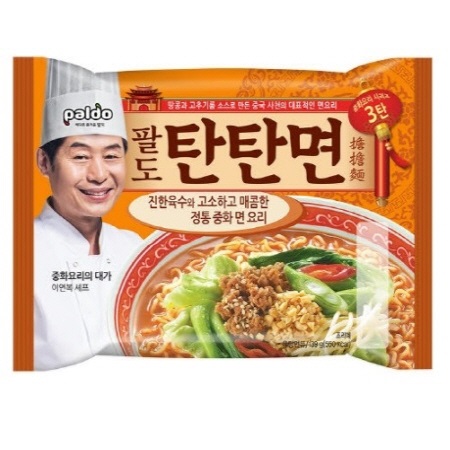 paldo
땅콩과 고추기름 소스로 만든 중국 사천의 대표적인 면요리
3탄
팔도
탄탄면
擔擔麵
진한육수와 고소하고 매콤한
정통 중화 면 요리
중화요리의 대가
이연복 셰프
조리예